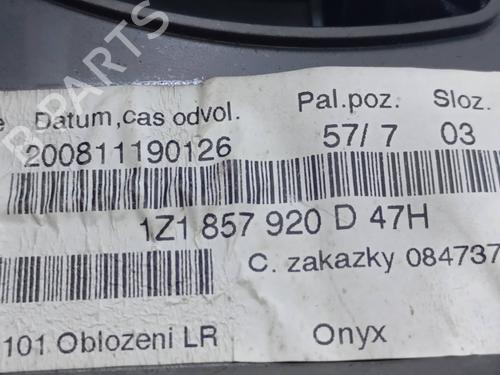 e Datum,cas odvol. Pal.poz. Sloz.
200811190126 57/ 7 03
1Z1 857 920 D 47H
C. zakazky 084737
101 Oblozeni LR Onyx
B-PARTS